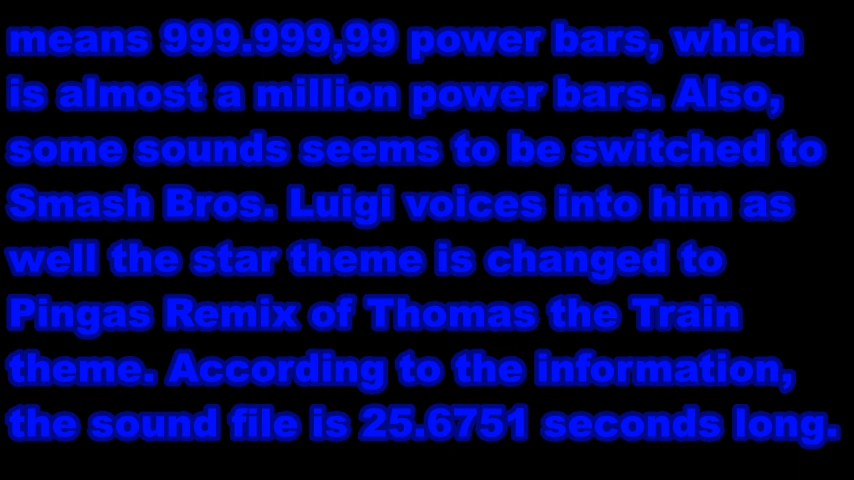 means 999.999,99 power bars, which
is almost a million power bars. Also,
some sounds seems to be switched to
Smash Bros. Luigi voices into him as
well the star theme is changed to
Pingas Remix of Thomas the Train
theme. According to the information,
the sound file is 25.6751 seconds long.